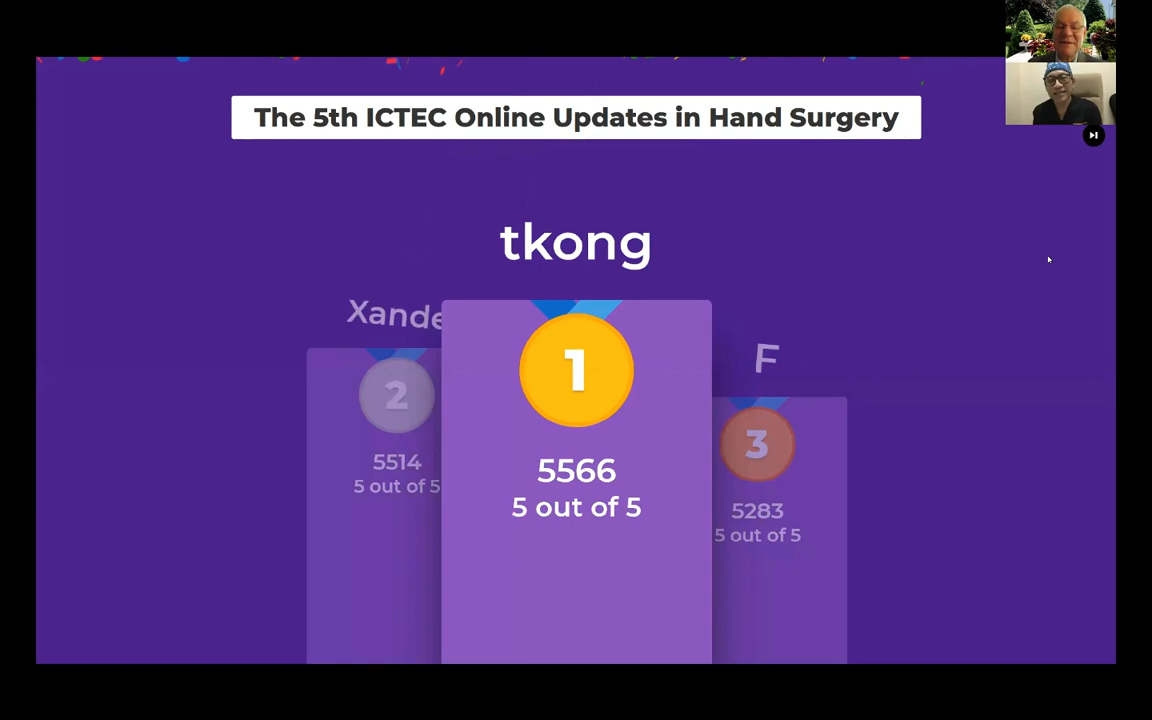 The 5th ICTEC Online Updates in Hand Surgery
tkong
Xande
F
1
2
3
5566
5 out of 5
5514
5 out of 5
5283
5 out of 5